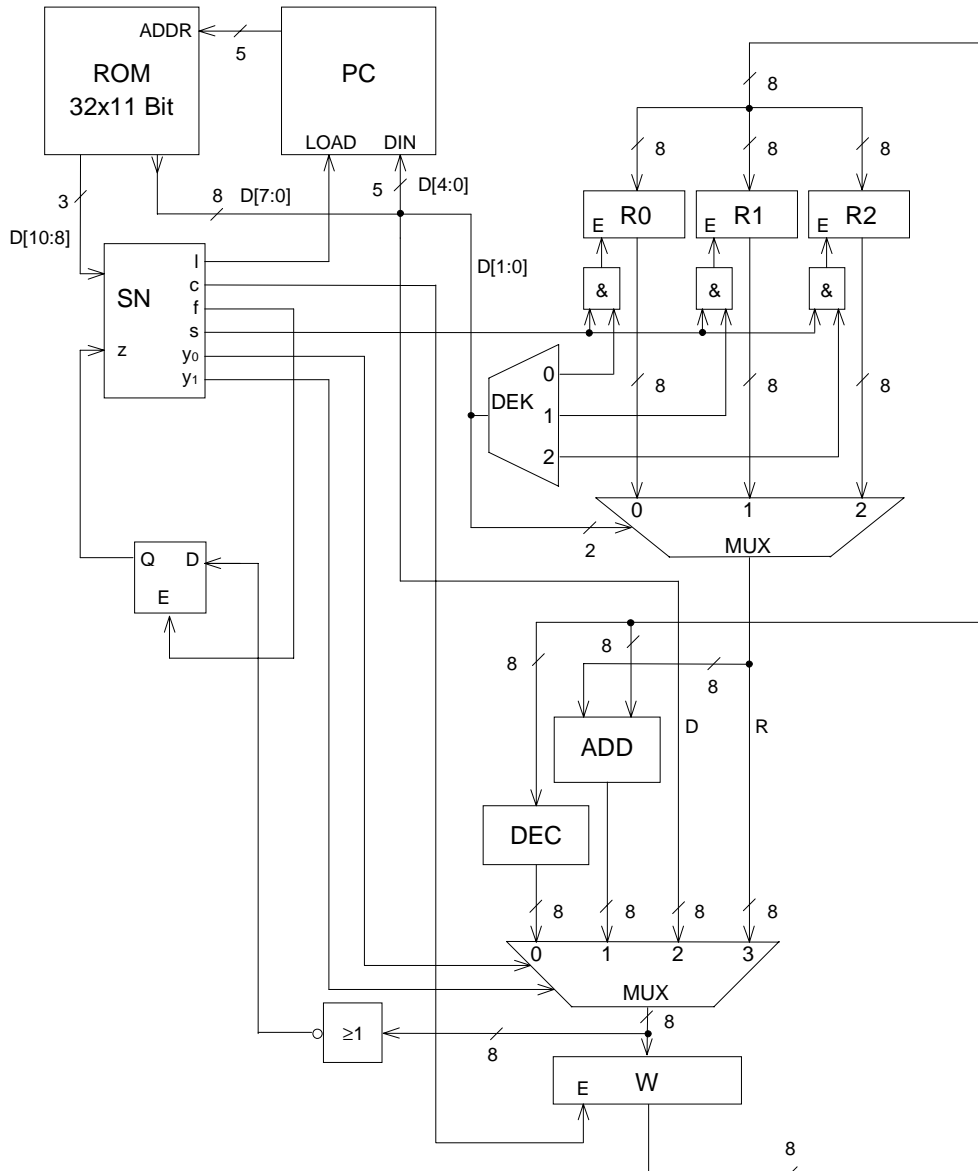 ADDR
ROM
32x11 Bit
5
PC
LOAD DIN
8
8 8 8
3
8 D[7:0]
5 D[4:0]
D[10:8]
D[1:0]
E R0
E R1
E R2
& & &
SN
l
c
f
s
z
y0
y1
DEK
0
1
2
8 8 8
0 1 2
MUX
2
Q D
E
8 8 8
ADD
D R
DEC
8 8 8 8
0 1 2 3
MUX
8
≥1
8
E W
8